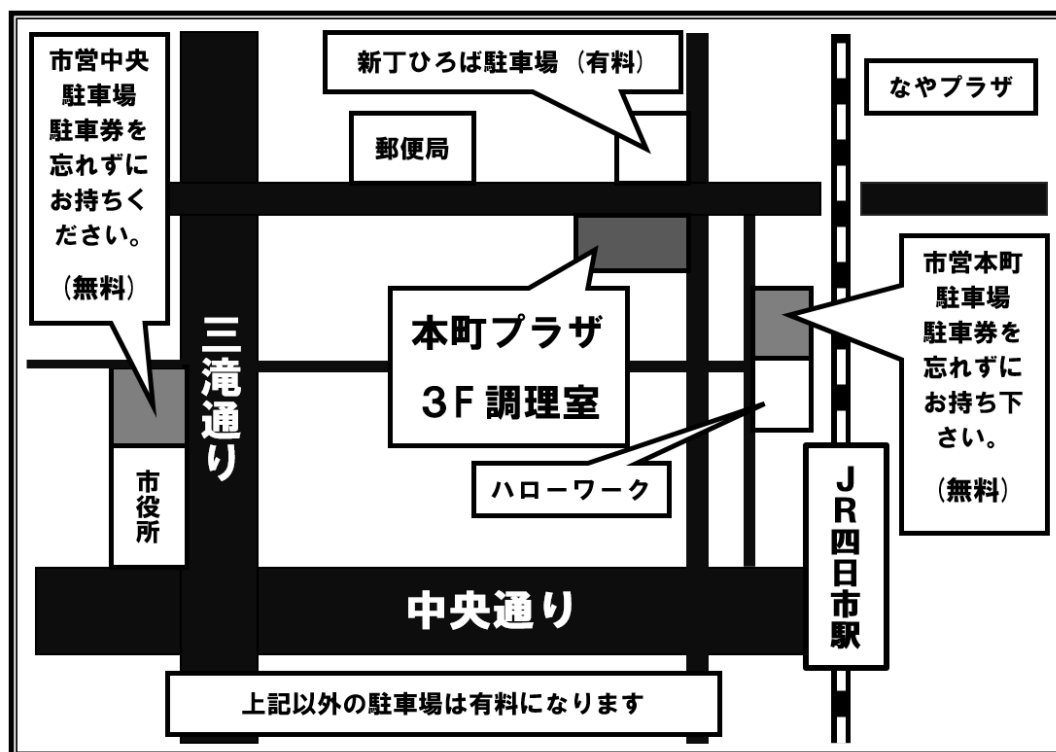 市営中央
駐車場
駐車券を
忘れずに
お持ちく
ださい。
(無料)
新丁ひろば駐車場（有料）
なやプラザ
郵便局
市営本町
駐車場
駐車券を
忘れずに
お持ち下
さい。
(無料)
三滝通り
本町プラザ
3F調理室
ハローワーク
市役所
JR四日市駅
中央通り
上記以外の駐車場は有料になります